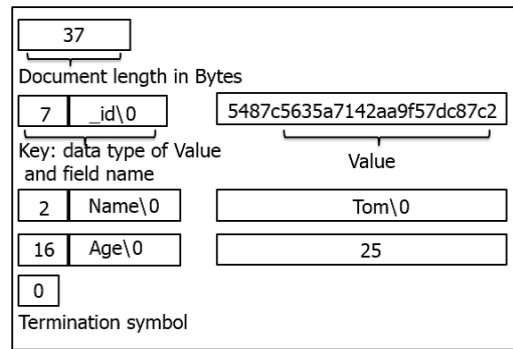 37
Document length in Bytes
7 _id\0 5487c5635a7142aa9f57dc87c2
Key: data type of Value
and field name
Value
2 Name\0 Tom\0
16 Age\0 25
0
Termination symbol